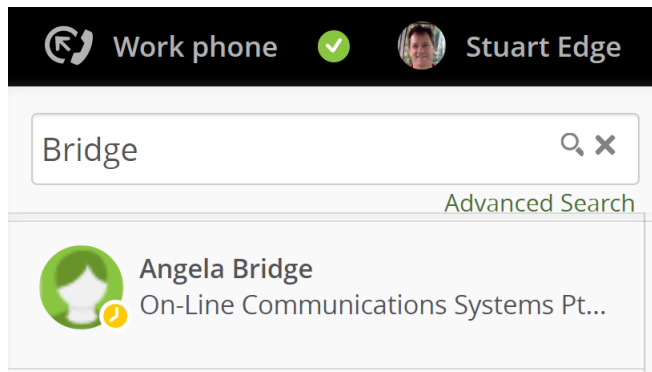 Work phone Stuart Edge
Bridge
Advanced Search
Angela Bridge
On-Line Communications Systems Pt...